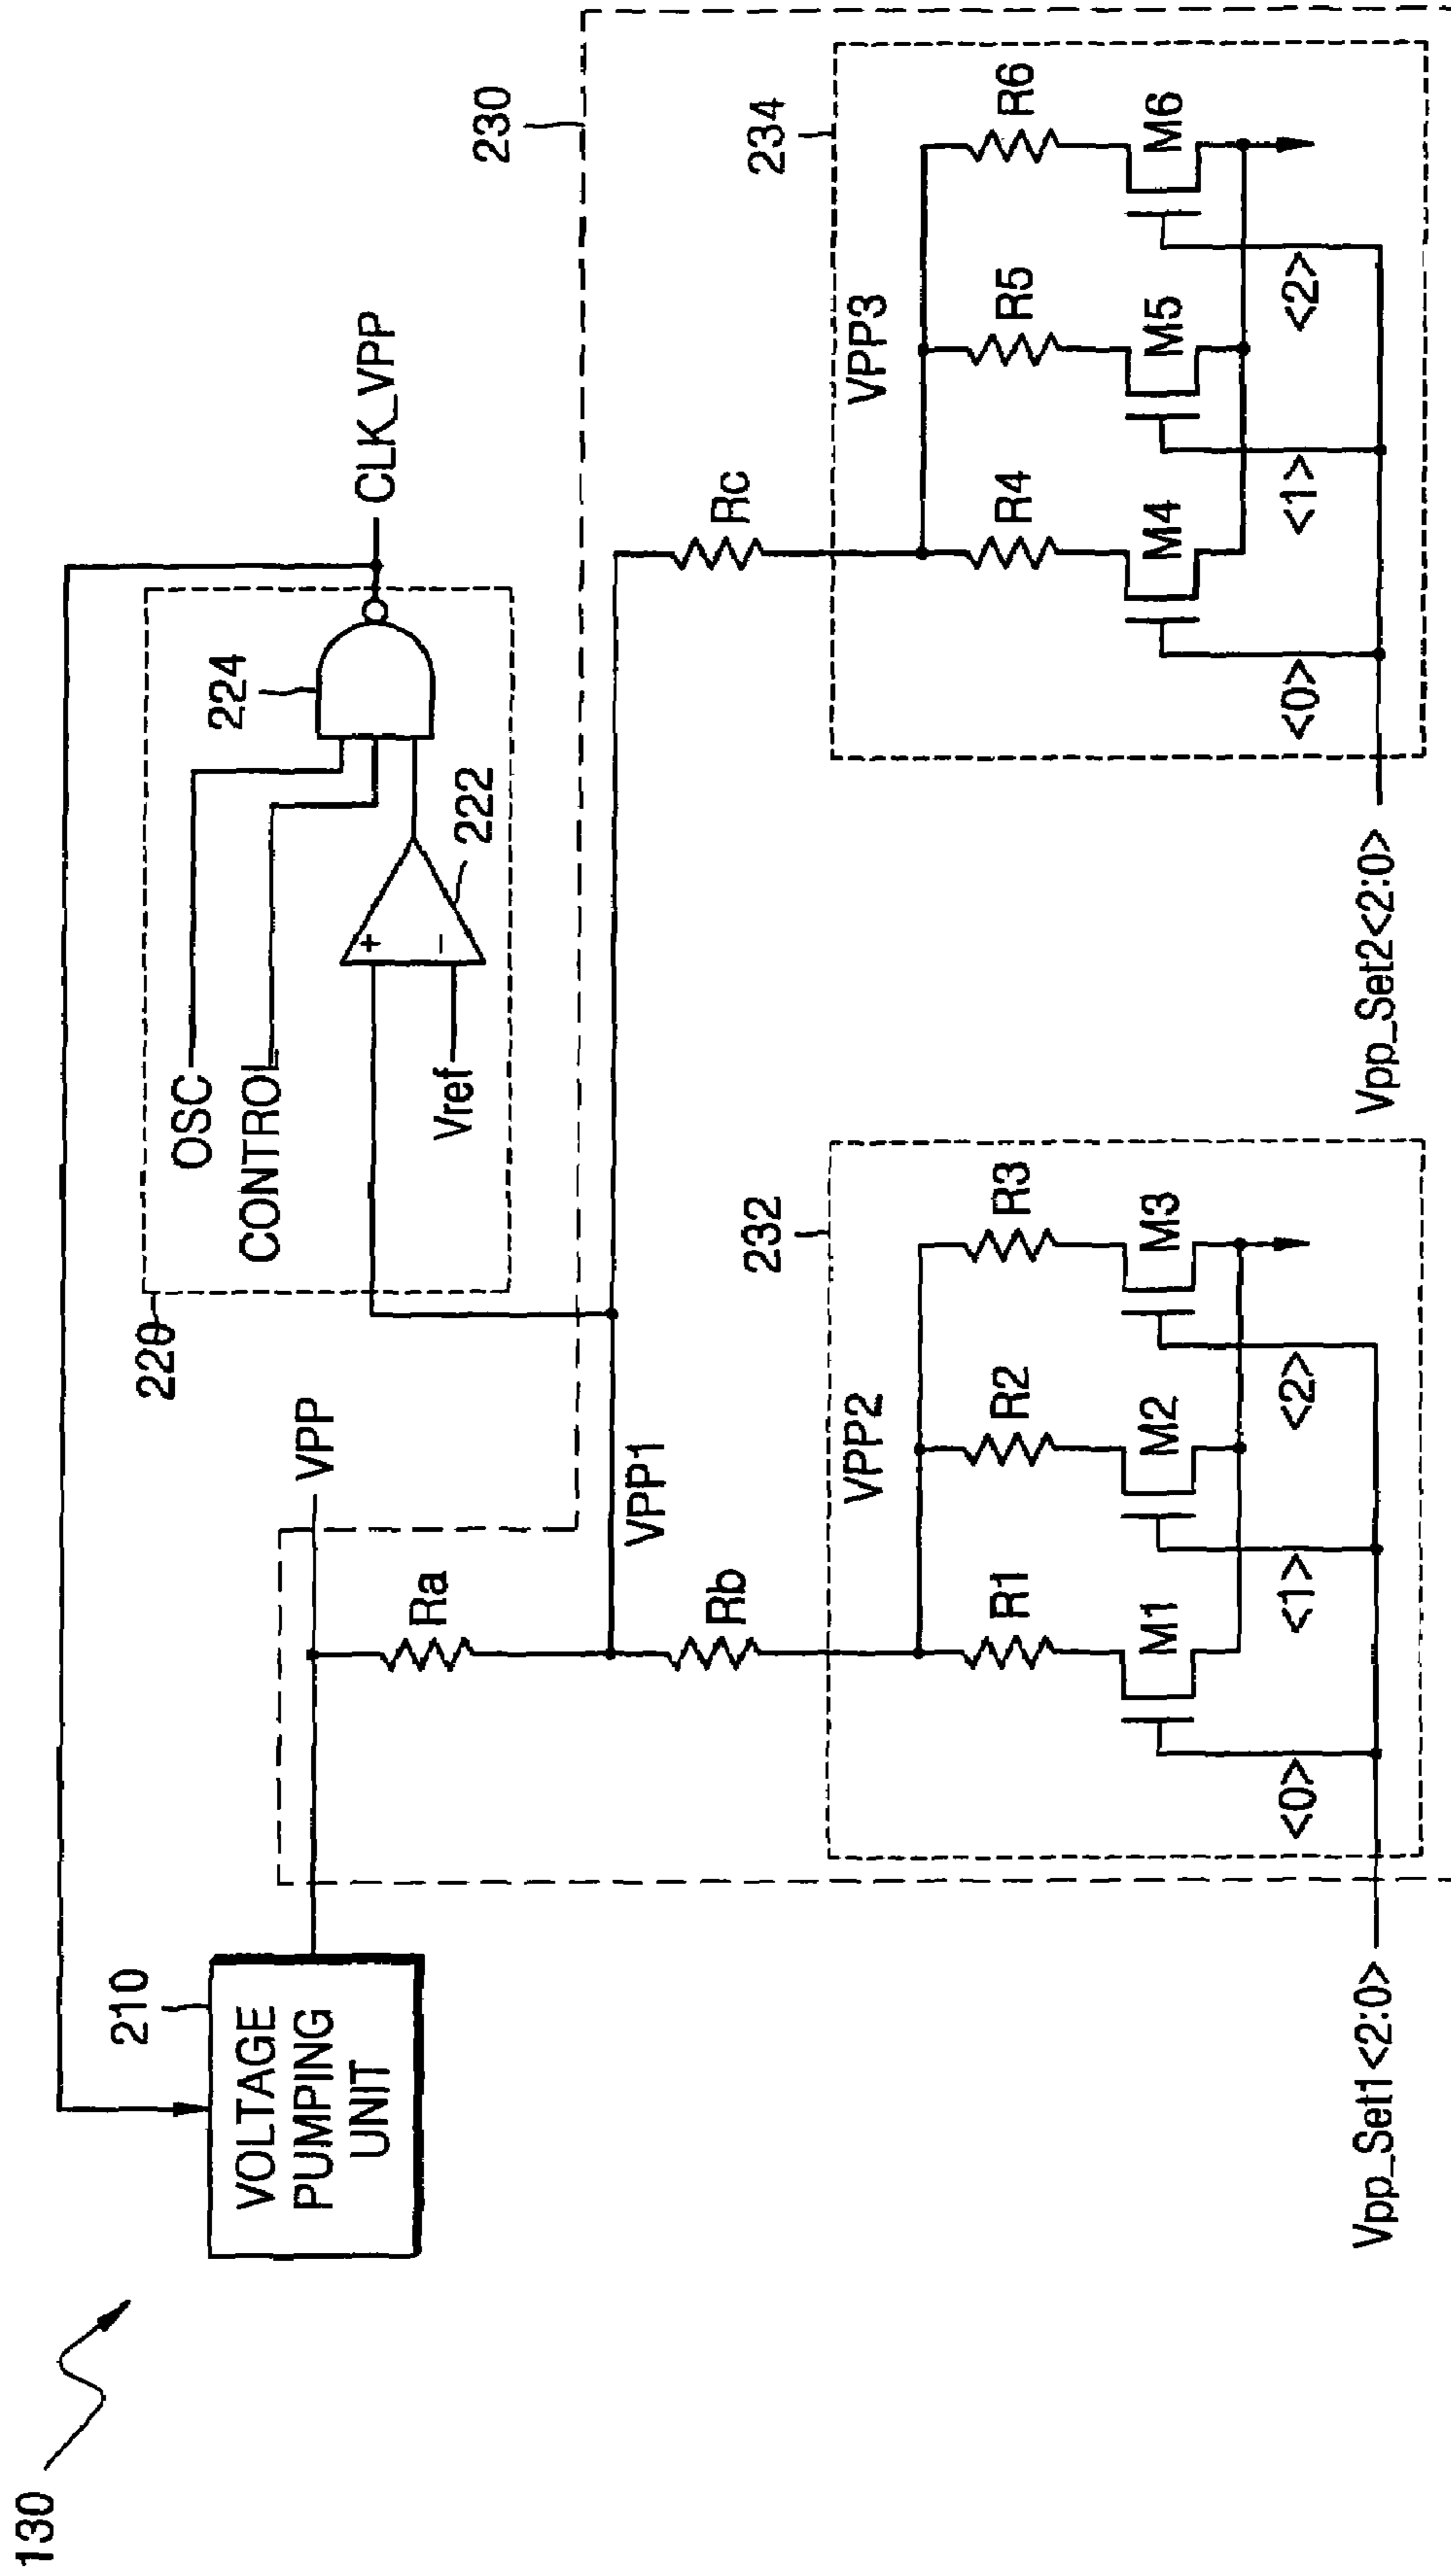 130
210
VOLTAGE
PUMPING
UNIT
220
OSC
CONTROL
Vref
+
−
222
224
CLK_VPP
VPP
230
Ra
VPP1
Rb
Rc
232
VPP2
R1
R2
R3
M1
M2
M3
<0>
<1>
<2>
Vpp_Set1<2:0>
234
VPP3
R4
R5
R6
M4
M5
M6
<0>
<1>
<2>
Vpp_Set2<2:0>